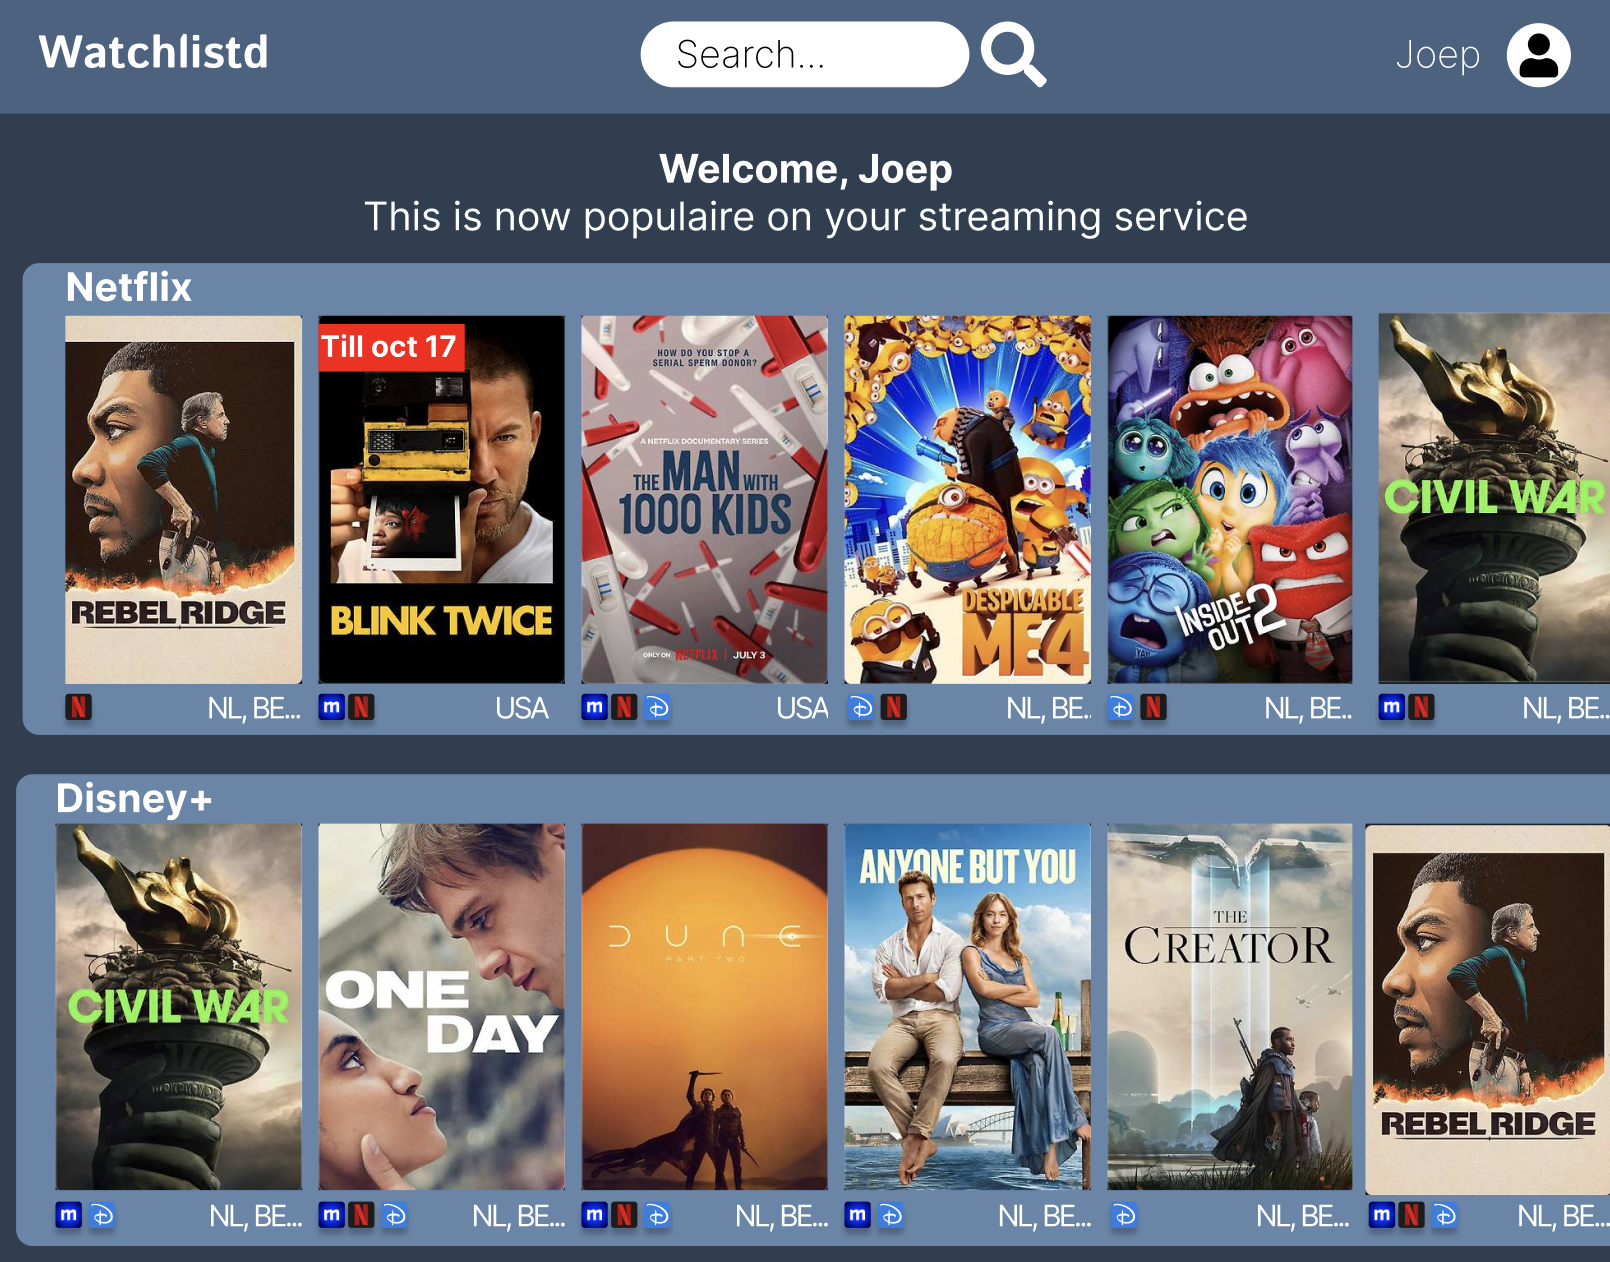 Watchlistd
Search...
Joep
Welcome, Joep
This is now populaire on your streaming service
Netflix
REBEL RIDGE
Till oct 17
BLINK TWICE
HOW DO YOU STOP A
SERIAL SPERM DONOR?
A NETFLIX DOCUMENTARY SERIES
THE MAN WITH
1000 KIDS
ONLY ON NETFLIX | JULY 3
DESPICABLE
ME4
INSIDE
OUT 2
CIVIL WAR
N NL, BE...
m N USA
m N D USA
D N NL, BE..
D N NL, BE..
m N NL, BE..
Disney+
CIVIL WAR
ONE
DAY
DUNE
PART TWO
ANYONE BUT YOU
THE
CREATOR
REBEL RIDGE
m D NL, BE...
m N D NL, BE...
m N D NL, BE...
m D NL, BE...
D NL, BE...
m N D NL, BE...